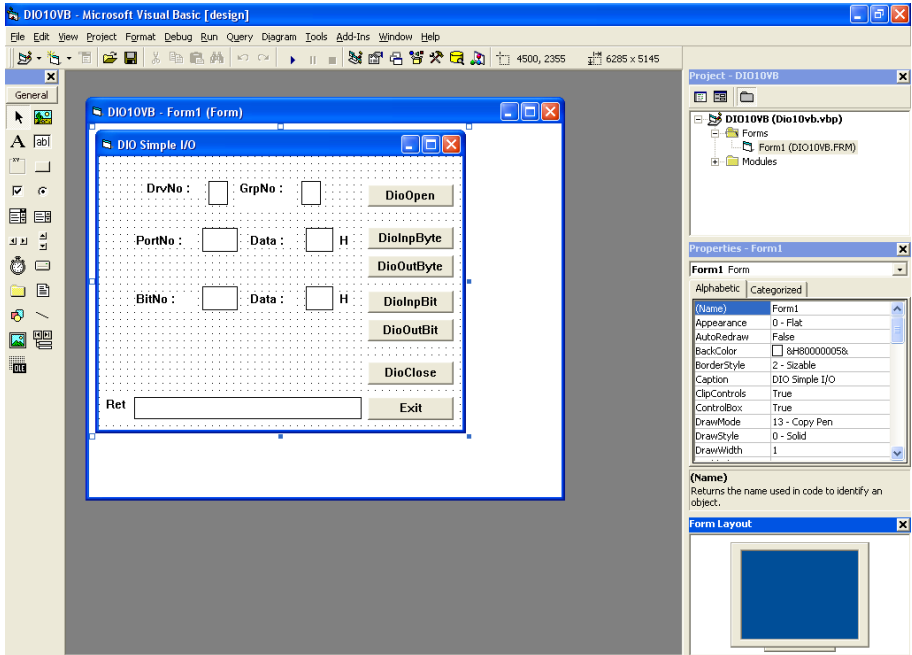 DIO10VB - Microsoft Visual Basic [design]
File Edit View Project Format Debug Run Query Diagram Tools Add-Ins Window Help
4500, 2355 6285 x 5145
General
A ab|
xy
OLE
DIO10VB - Form1 (Form)
DIO Simple I/O
DrvNo : GrpNo : DioOpen
PortNo : Data : H DioInpByte
DioOutByte
BitNo : Data : H DioInpBit
DioOutBit
DioClose
Ret Exit
Project - DIO10VB
DIO10VB (Dio10vb.vbp)
Forms
Form1 (DIO10VB.FRM)
Modules
Properties - Form1
Form1 Form
Alphabetic Categorized
(Name) Form1
Appearance 0 - Flat
AutoRedraw False
BackColor &H80000005&
BorderStyle 2 - Sizable
Caption DIO Simple I/O
ClipControls True
ControlBox True
DrawMode 13 - Copy Pen
DrawStyle 0 - Solid
DrawWidth 1
(Name)
Returns the name used in code to identify an
object.
Form Layout